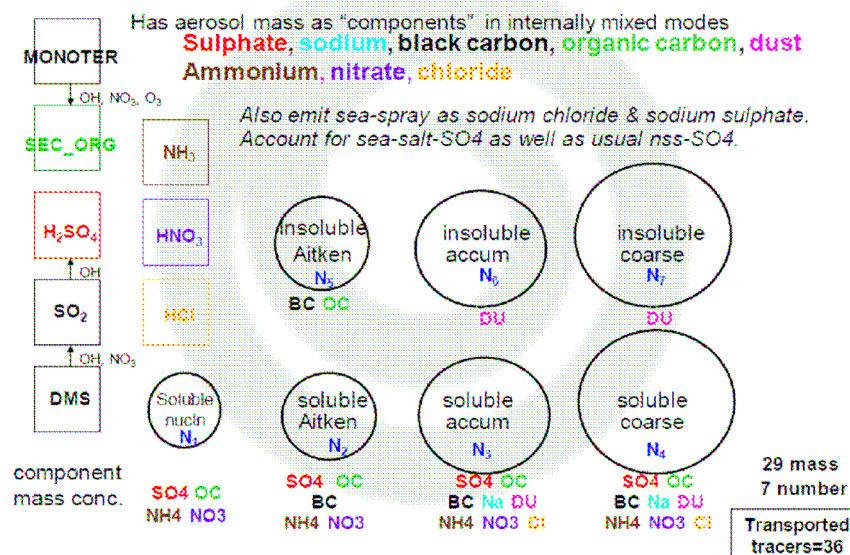 Has aerosol mass as “components” in internally mixed modes
Sulphate, sodium, black carbon, organic carbon, dust
Ammonium, nitrate, chloride
MONOTER
OH, NO3, O3
Also emit sea-spray as sodium chloride & sodium sulphate.
Account for sea-salt-SO4 as well as usual nss-SO4.
SEC_ORG
NH3
H2SO4
HNO3
OH
SO2
HCl
OH, NO3
DMS
insoluble
Aitken
N5
BC OC
insoluble
accum
N6
DU
insoluble
coarse
N7
DU
Soluble
nucln
N1
soluble
Aitken
N2
soluble
accum
N3
soluble
coarse
N4
component
mass conc.
SO4 OC
NH4 NO3
SO4 OC
BC
NH4 NO3
SO4 OC
BC Na DU
NH4 NO3 Cl
SO4 OC
BC Na DU
NH4 NO3 Cl
29 mass
7 number
Transported
tracers=36